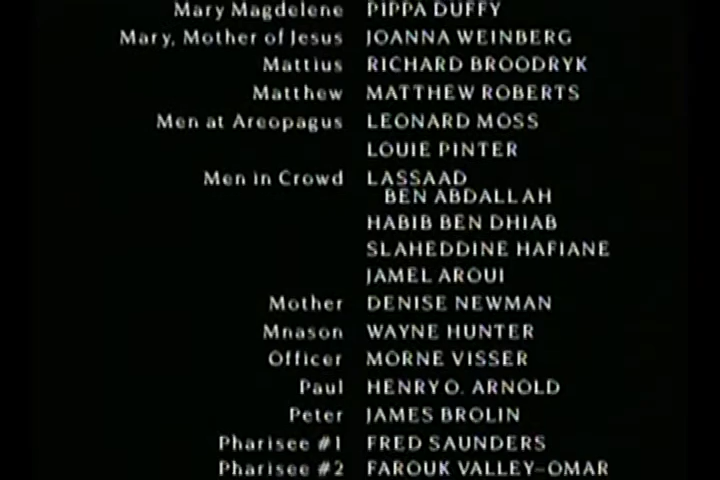 Mary Magdelene PIPPA DUFFY
Mary, Mother of Jesus JOANNA WEINBERG
Mattius RICHARD BROODRYK
Matthew MATTHEW ROBERTS
Men at Areopagus LEONARD MOSS
LOUIE PINTER
Men in Crowd LASSAAD
BEN ABDALLAH
HABIB BEN DHIAB
SLAHEDDINE HAFIANE
JAMEL AROUI
Mother DENISE NEWMAN
Mnason WAYNE HUNTER
Officer MORNE VISSER
Paul HENRY O. ARNOLD
Peter JAMES BROLIN
Pharisee #1 FRED SAUNDERS
Pharisee #2 FAROUK VALLEY-OMAR